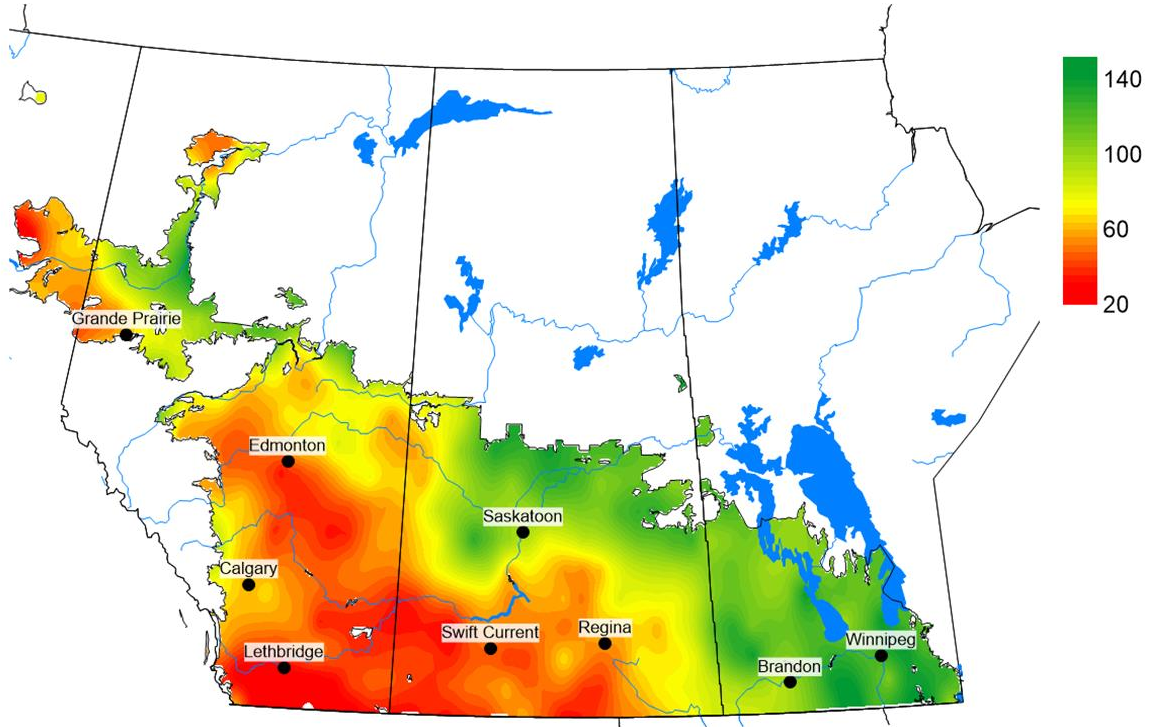 140
100
60
20
Grande Prairie
Edmonton
Saskatoon
Calgary
Swift Current
Regina
Lethbridge
Winnipeg
Brandon